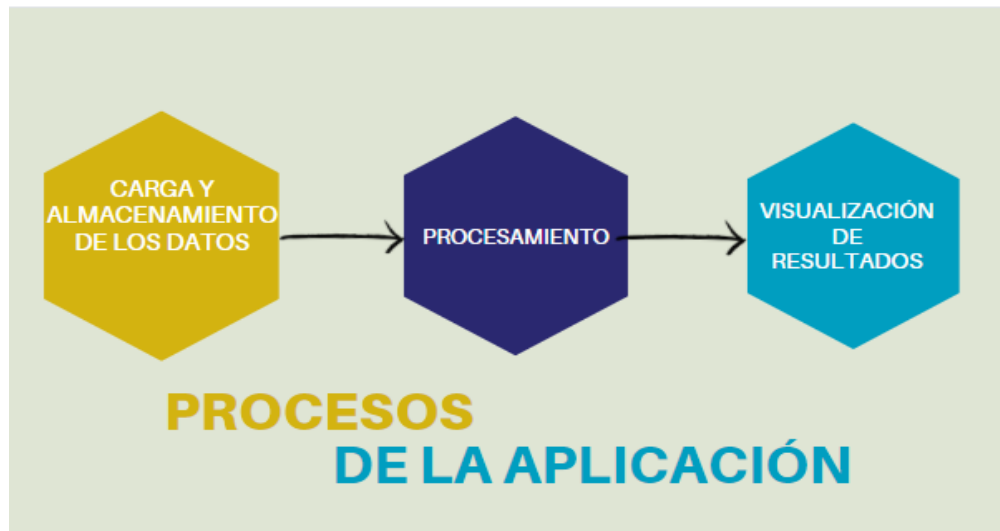 CARGA Y
ALMACENAMIENTO
DE LOS DATOS
PROCESAMIENTO
VISUALIZACIÓN
DE
RESULTADOS
PROCESOS
DE LA APLICACIÓN